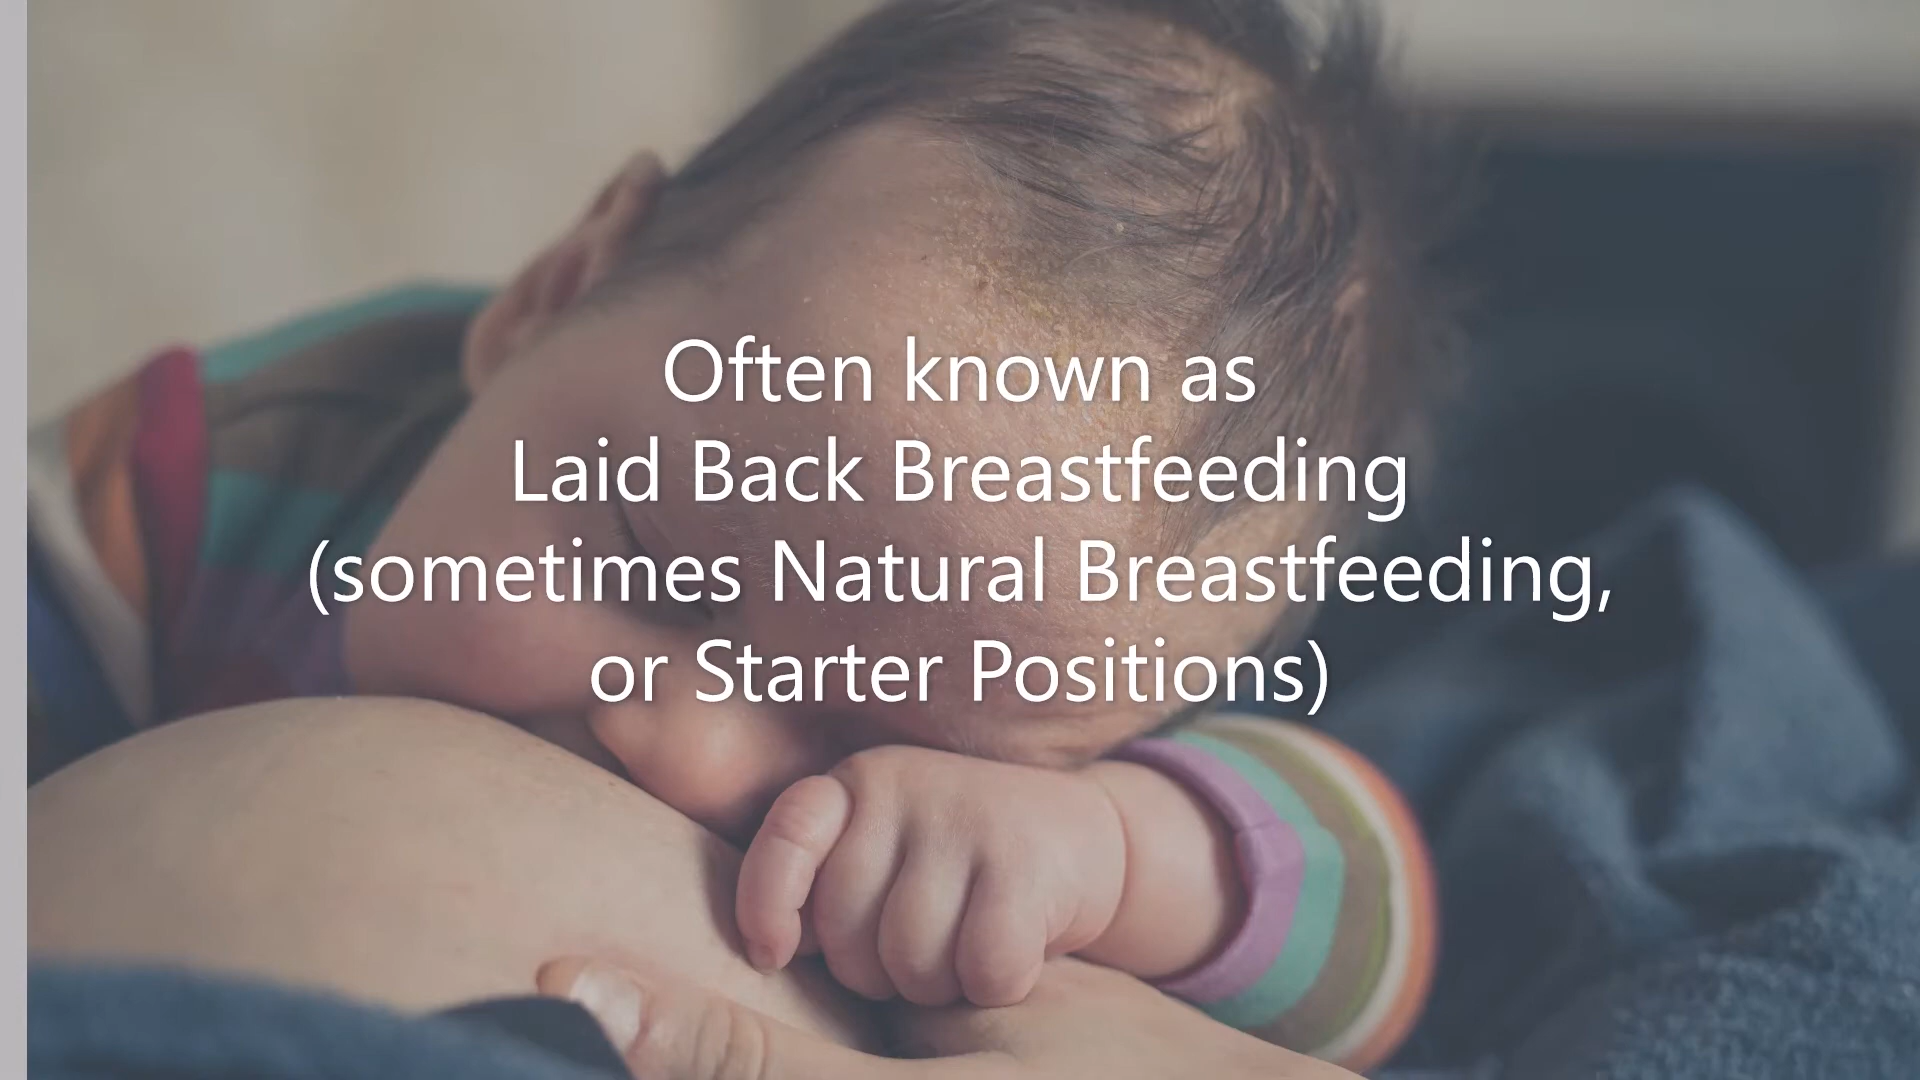 Often known as
Laid Back Breastfeeding
(sometimes Natural Breastfeeding,
or Starter Positions)